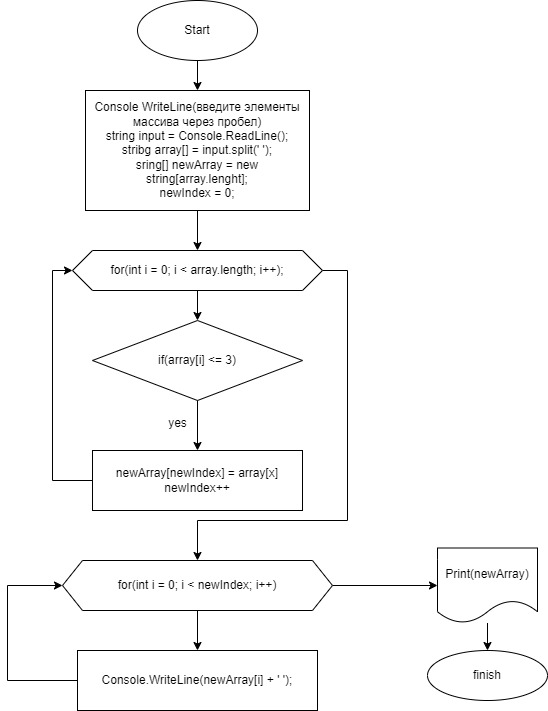 Start
Console WriteLine(введите элементы
массива через пробел)
string input = Console.ReadLine();
stribg array[] = input.split(' ');
sring[] newArray = new
string[array.lenght];
newIndex = 0;
for(int i = 0; i < array.length; i++);
if(array[i] <= 3)
yes
newArray[newIndex] = array[x]
newIndex++
for(int i = 0; i < newIndex; i++)
Print(newArray)
Console.WriteLine(newArray[i] + ' ');
finish